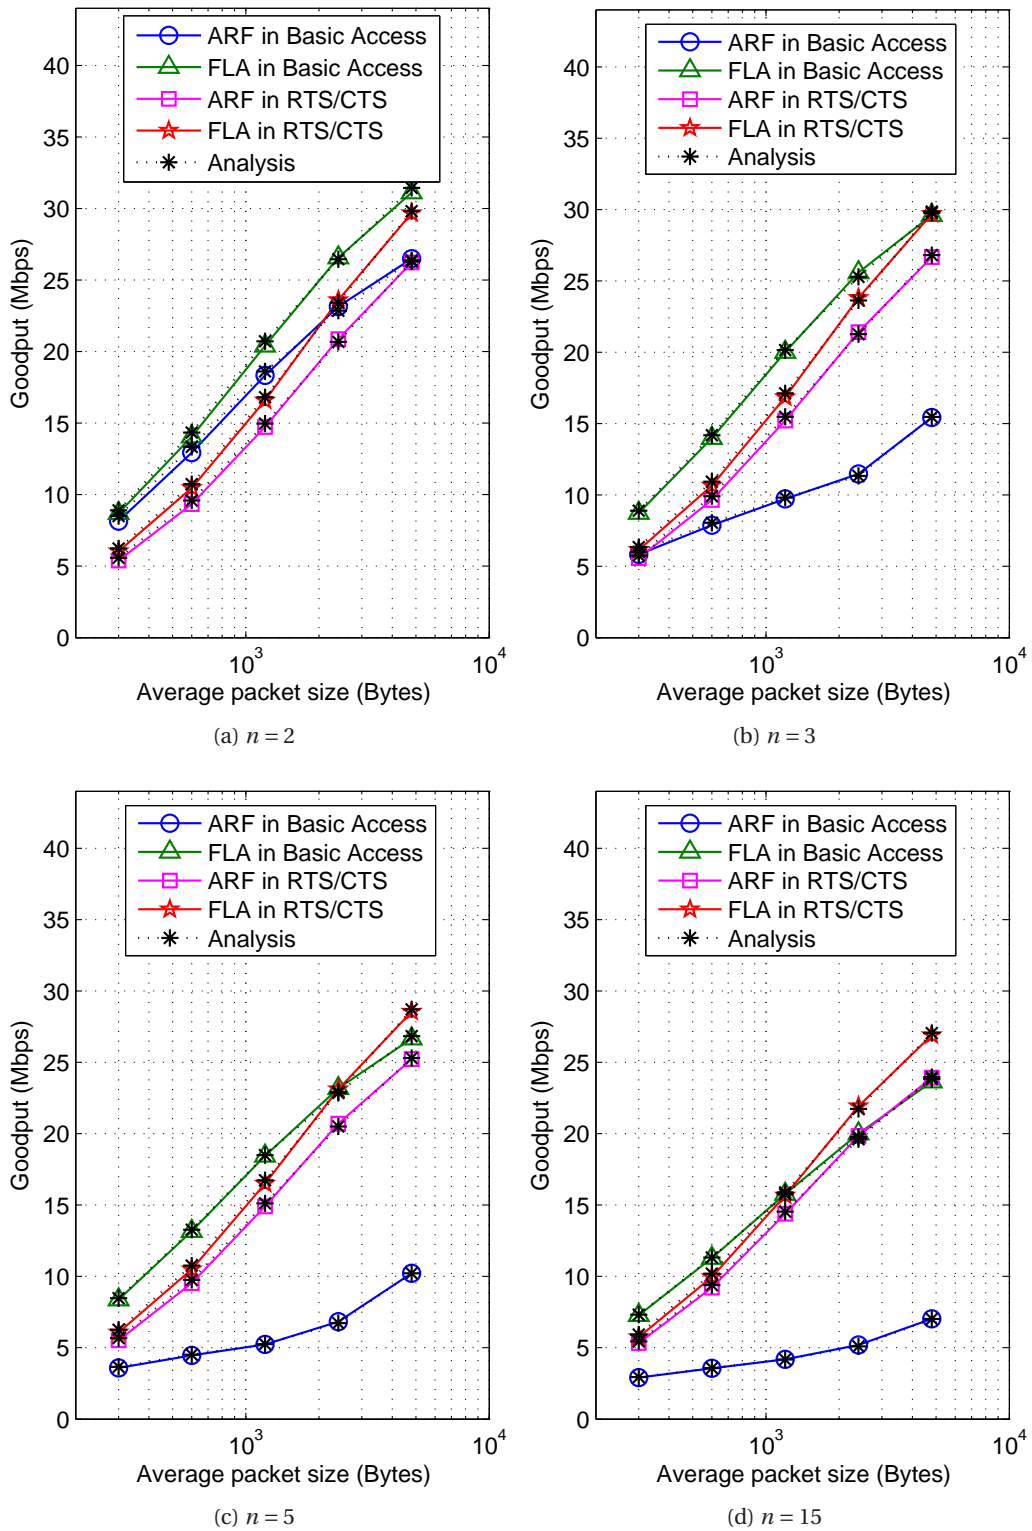 ARF in Basic Access
FLA in Basic Access
ARF in RTS/CTS
FLA in RTS/CTS
Analysis
40
35
30
25
20
15
10
5
0
10^3
10^4
Goodput (Mbps)
Average packet size (Bytes)
(a) n = 2
ARF in Basic Access
FLA in Basic Access
ARF in RTS/CTS
FLA in RTS/CTS
Analysis
40
35
30
25
20
15
10
5
0
10^3
10^4
Goodput (Mbps)
Average packet size (Bytes)
(b) n = 3
ARF in Basic Access
FLA in Basic Access
ARF in RTS/CTS
FLA in RTS/CTS
Analysis
40
35
30
25
20
15
10
5
0
10^3
10^4
Goodput (Mbps)
Average packet size (Bytes)
(c) n = 5
ARF in Basic Access
FLA in Basic Access
ARF in RTS/CTS
FLA in RTS/CTS
Analysis
40
35
30
25
20
15
10
5
0
10^3
10^4
Goodput (Mbps)
Average packet size (Bytes)
(d) n = 15